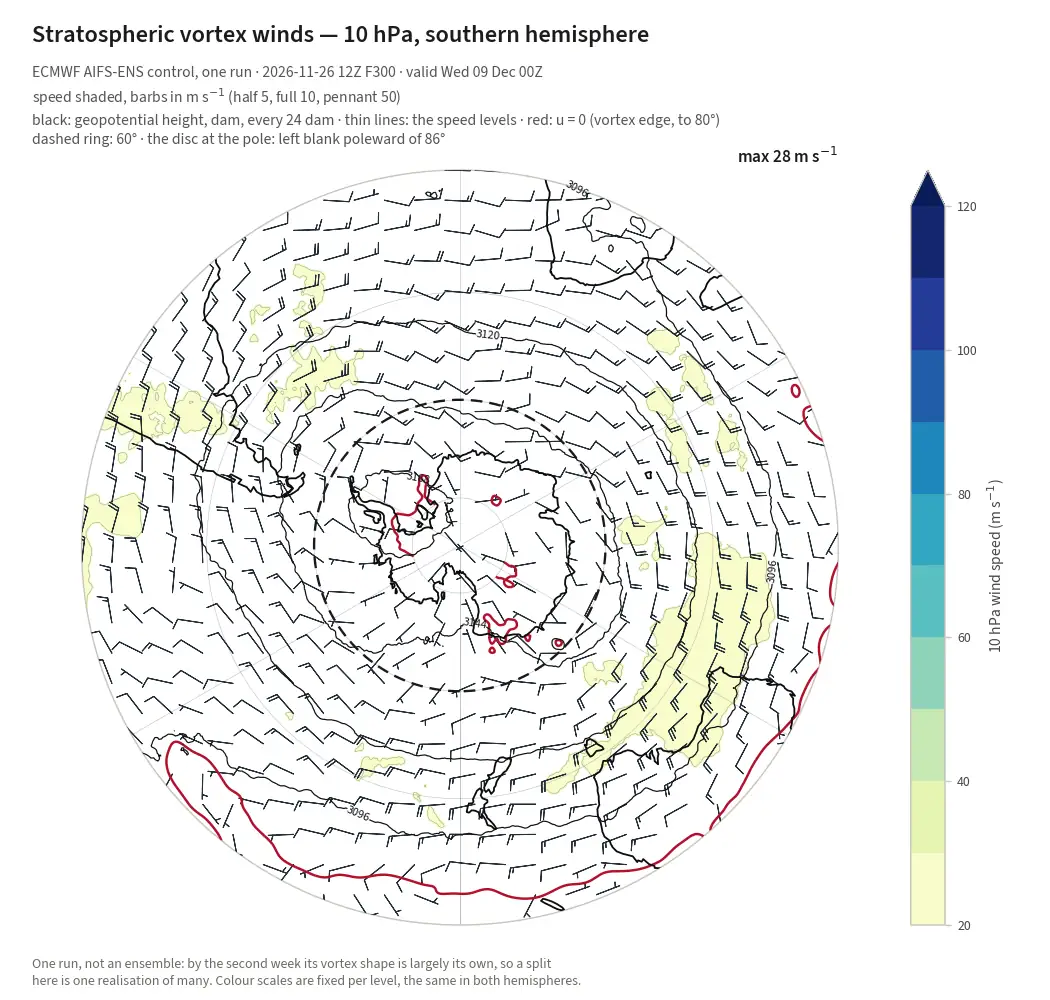 Stratospheric vortex winds — 10 hPa, southern hemisphere
ECMWF AIFS-ENS control, one run · 2026-11-26 12Z F300 · valid Wed 09 Dec 00Z
speed shaded, barbs in m s⁻¹ (half 5, full 10, pennant 50)
black: geopotential height, dam, every 24 dam · thin lines: the speed levels · red: u = 0 (vortex edge, to 80°)
dashed ring: 60° · the disc at the pole: left blank poleward of 86°
max 28 m s⁻¹
3096
120
3120
100
80
3096
10 hPa wind speed (m s⁻¹)
3144
60
40
3096
20
One run, not an ensemble: by the second week its vortex shape is largely its own, so a split
here is one realisation of many. Colour scales are fixed per level, the same in both hemispheres.